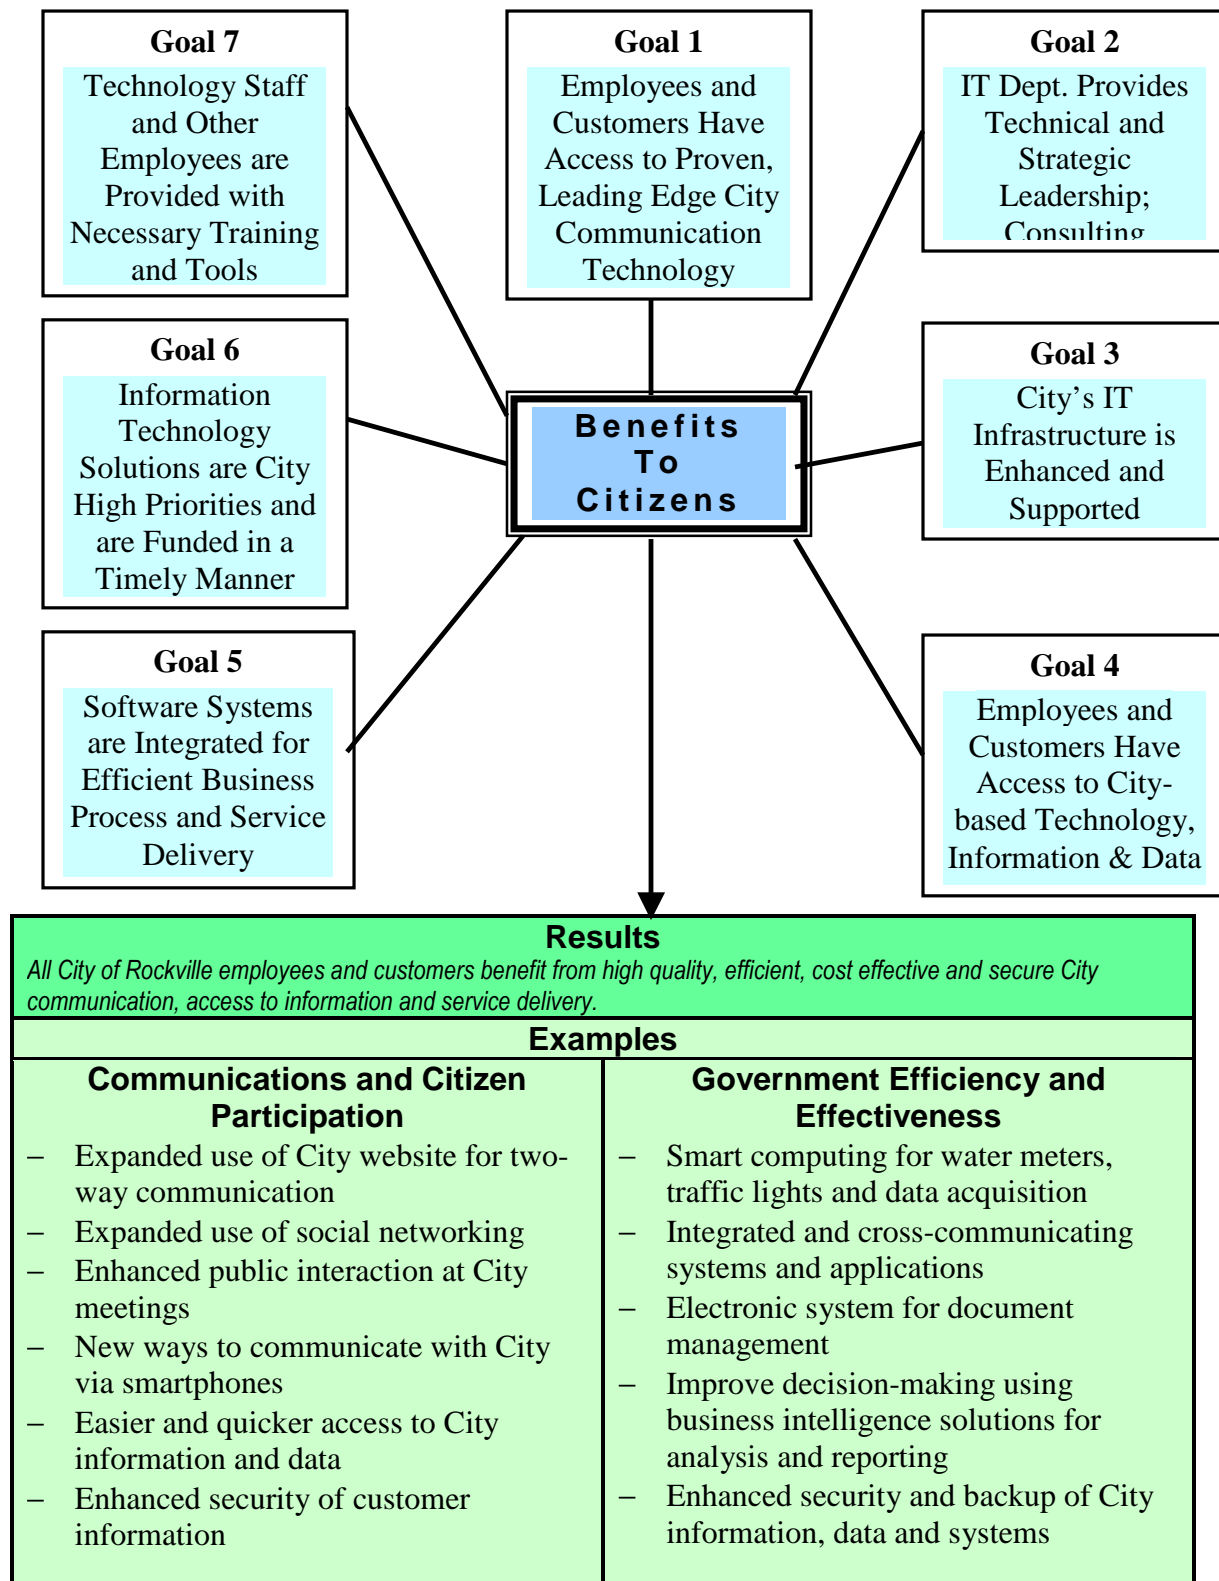 Goal 7
Technology Staff
and Other
Employees are
Provided with
Necessary Training
and Tools
Goal 1
Employees and
Customers Have
Access to Proven,
Leading Edge City
Communication
Technology
Goal 2
IT Dept. Provides
Technical and
Strategic
Leadership;
Consulting
Goal 6
Information
Technology
Solutions are City
High Priorities and
are Funded in a
Timely Manner
Benefits
To
Citizens
Goal 3
City’s IT
Infrastructure is
Enhanced and
Supported
Goal 5
Software Systems
are Integrated for
Efficient Business
Process and Service
Delivery
Goal 4
Employees and
Customers Have
Access to City-
based Technology,
Information & Data
Results
All City of Rockville employees and customers benefit from high quality, efficient, cost effective and secure City
communication, access to information and service delivery.
Examples
Communications and Citizen
Participation
– Expanded use of City website for two-
way communication
– Expanded use of social networking
– Enhanced public interaction at City
meetings
– New ways to communicate with City
via smartphones
– Easier and quicker access to City
information and data
– Enhanced security of customer
information
Government Efficiency and
Effectiveness
– Smart computing for water meters,
traffic lights and data acquisition
– Integrated and cross-communicating
systems and applications
– Electronic system for document
management
– Improve decision-making using
business intelligence solutions for
analysis and reporting
– Enhanced security and backup of City
information, data and systems